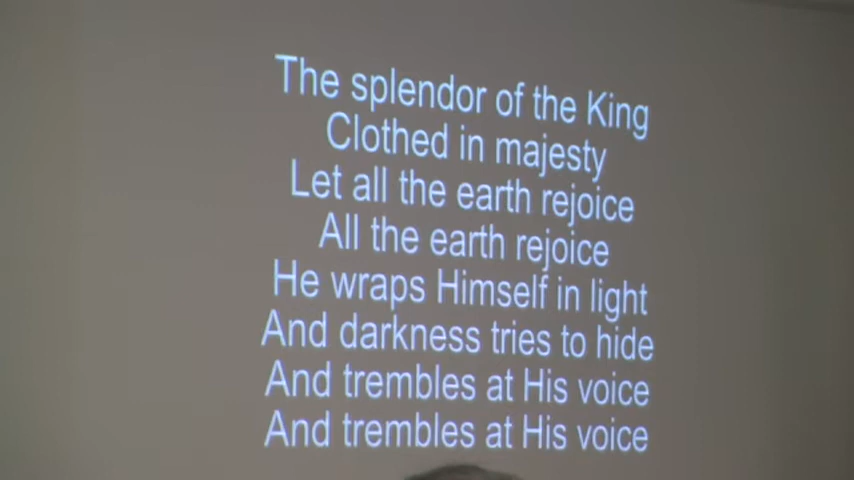 The splendor of the King
Clothed in majesty
Let all the earth rejoice
All the earth rejoice
He wraps Himself in light
And darkness tries to hide
And trembles at His voice
And trembles at His voice